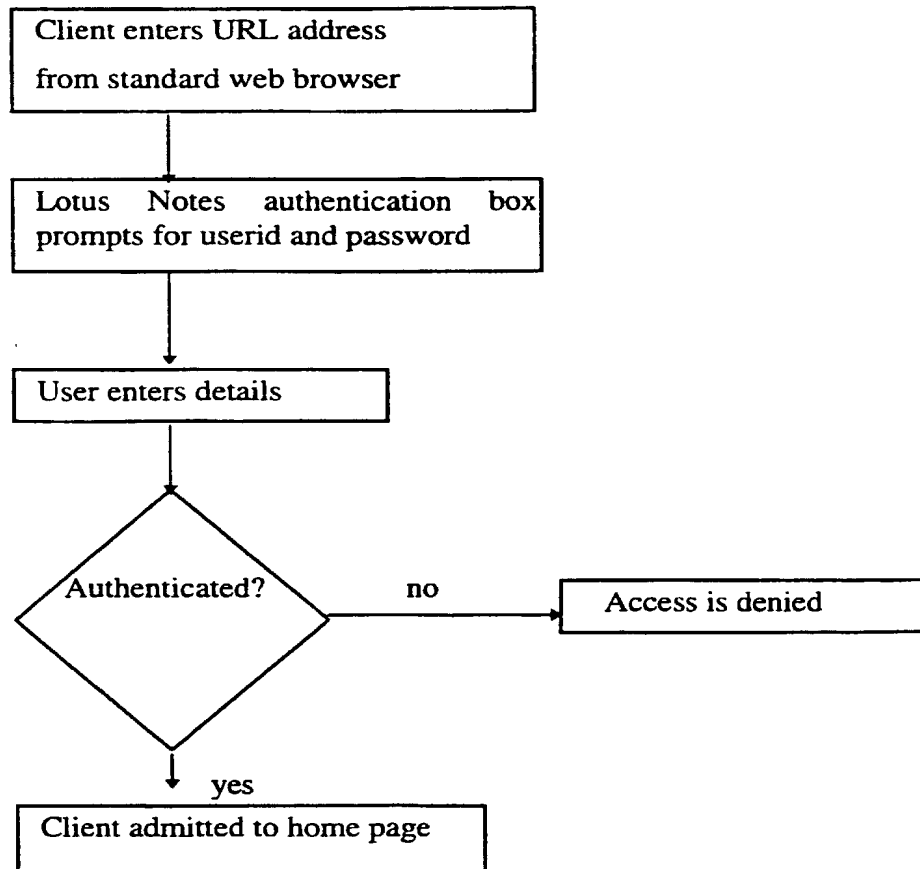 Client enters URL address
from standard web browser
Lotus Notes authentication box
prompts for userid and password
User enters details
Authenticated?
no
Access is denied
yes
Client admitted to home page